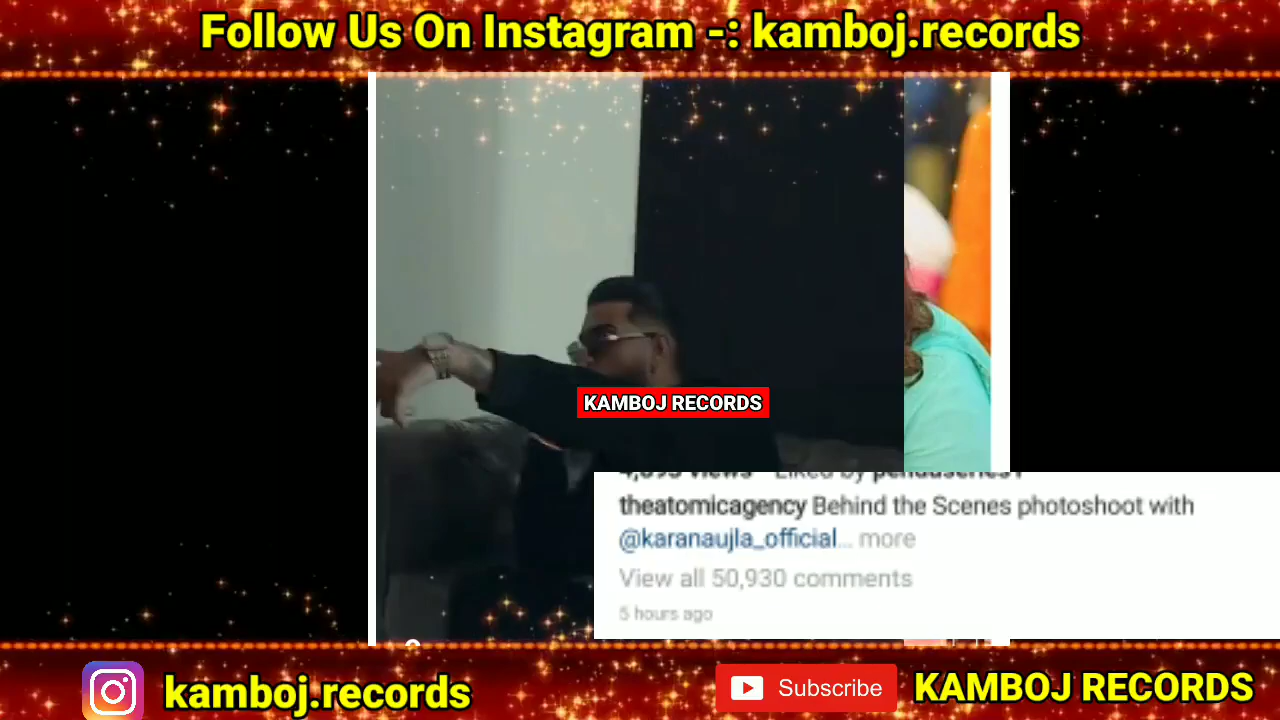 Follow Us On Instagram -: kamboj.records
KAMBOJ RECORDS
theatomicagency Behind the Scenes photoshoot with
@karanaujla_official... more
View all 50,930 comments
5 hours ago
kamboj.records
Subscribe
KAMBOJ RECORDS